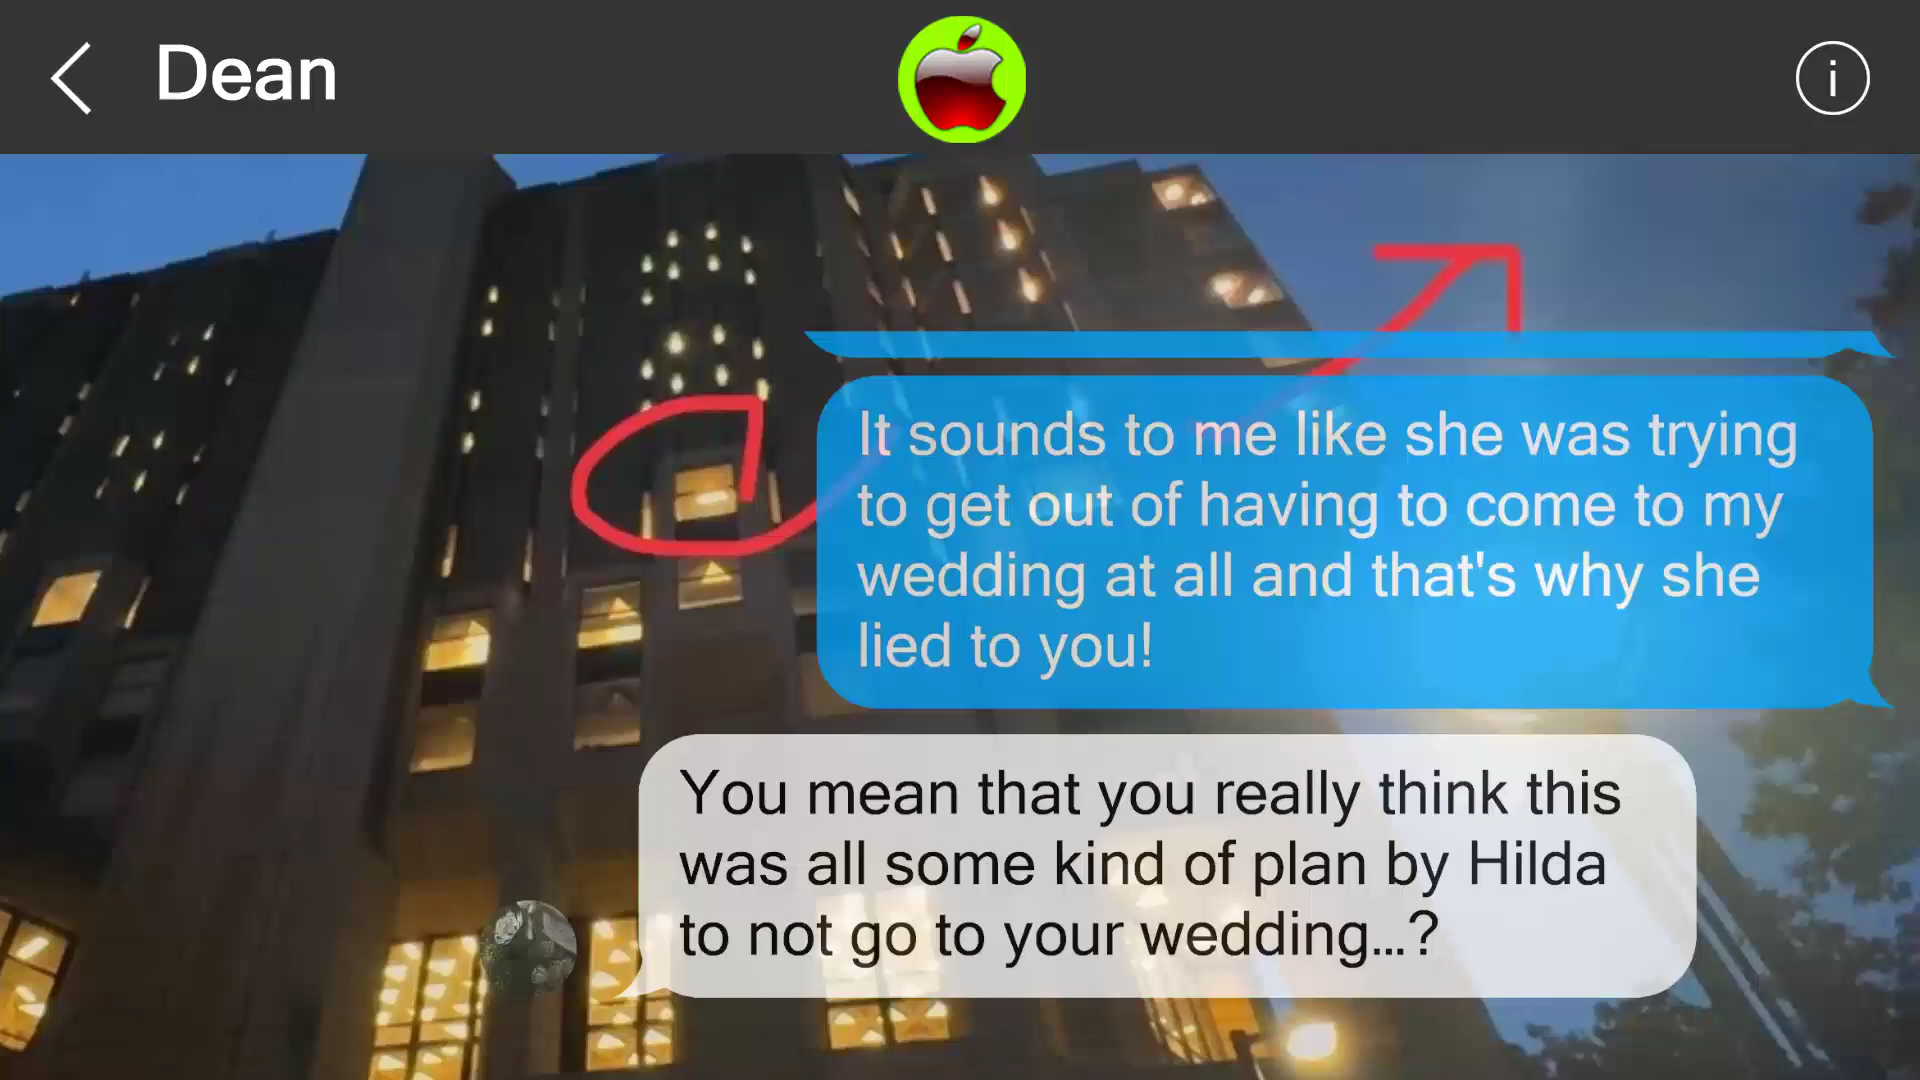 Dean
i
It sounds to me like she was trying
to get out of having to come to my
wedding at all and that's why she
lied to you!
You mean that you really think this
was all some kind of plan by Hilda
to not go to your wedding...?